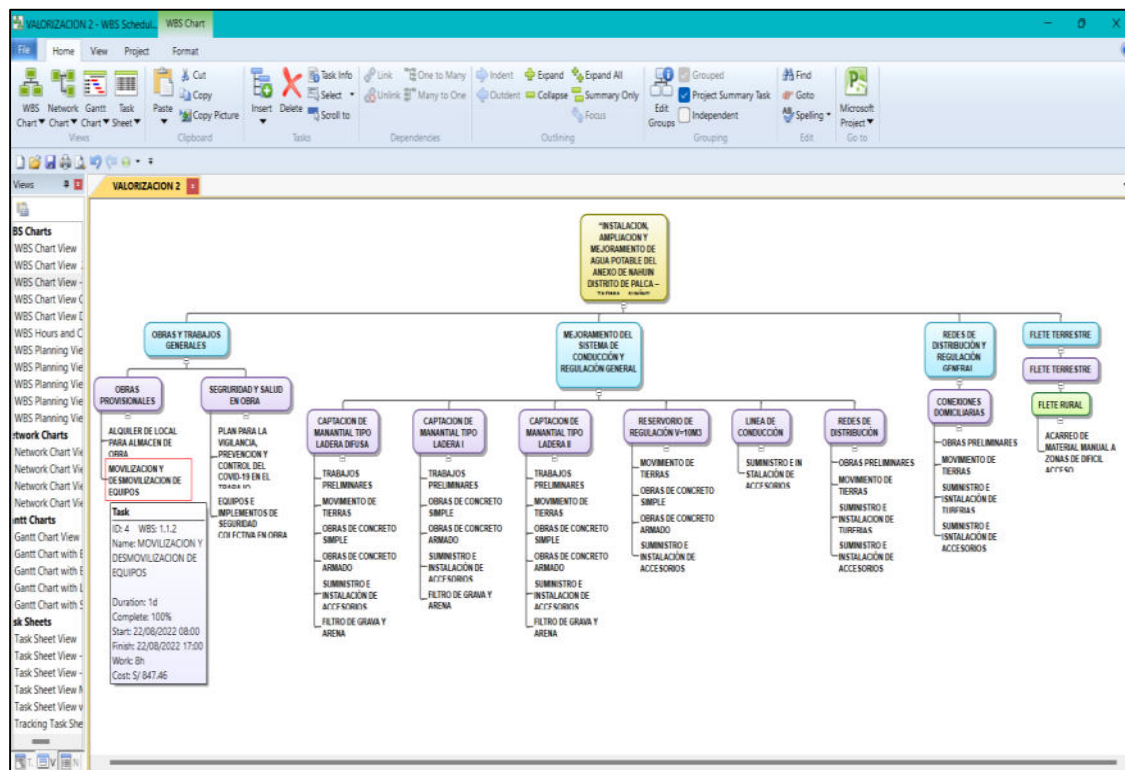 VALORIZACION 2 - WBS Schedul...
WBS Chart
File
Home
View
Project
Format
WBS
Chart
Network
Chart
Gantt
Chart
Task
Sheet
Views
Paste
Cut
Copy
Copy Picture
Clipboard
Insert
Delete
Task Info
Select
Scroll to
Tasks
Link
One to Many
Unlink
Many to One
Dependencies
Indent
Expand
Expand All
Outdent
Collapse
Summary Only
Focus
Outlining
Edit
Groups
Grouped
Project Summary Task
Independent
Grouping
Find
Goto
Spelling
Edit
Microsoft
Project
Go to
Views
VALORIZACION 2
BS Charts
WBS Chart View
WBS Chart View
WBS Chart View -
WBS Chart View C
WBS Chart View D
WBS Hours and C
WBS Planning Vie
WBS Planning Vie
WBS Planning Vie
WBS Planning Vie
WBS Planning Vie
etwork Charts
Network Chart Vie
Network Chart Vie
Network Chart Vie
Network Chart Vie
antt Charts
Gantt Chart View
Gantt Chart with E
Gantt Chart with E
Gantt Chart with L
Gantt Chart with S
sk Sheets
Task Sheet View
Task Sheet View -
Task Sheet View -
Task Sheet View M
Task Sheet View v
Tracking Task She
"INSTALACION,
AMPLIACION Y
MEJORAMIENTO DE
AGUA POTABLE DEL
ANEXO DE NAHUIN
DISTRITO DE PALCA –
OBRAS Y TRABAJOS
GENERALES
MEJORAMIENTO DEL
SISTEMA DE
CONDUCCIÓN Y
REGULACIÓN GENERAL
REDES DE
DISTRIBUCIÓN Y
REGULACIÓN
GENERAL
FLETE TERRESTRE
OBRAS
PROVISIONALES
SEGRURIDAD Y SALUD
EN OBRA
CAPTACION DE
MANANTIAL TIPO
LADERA DIFUSA
CAPTACION DE
MANANTIAL TIPO
LADERA I
CAPTACION DE
MANANTIAL TIPO
LADERA II
RESERVORIO DE
REGULACIÓN V=10M3
LINEA DE
CONDUCCIÓN
REDES DE
DISTRIBUCIÓN
CONEXIONES
DOMICILIARIAS
FLETE TERRESTRE
FLETE RURAL
ALQUILER DE LOCAL
PARA ALMACEN DE
OBRA
MOVILIZACION Y
DESMOVILIZACION DE
EQUIPOS
PLAN PARA LA
VIGILANCIA,
PREVENCION Y
CONTROL DEL
COVID-19 EN EL
TRABAJO
EQUIPOS E
IMPLEMENTOS DE
SEGURIDAD
COLECTIVA EN OBRA
TRABAJOS
PRELIMINARES
MOVIMIENTO DE
TIERRAS
OBRAS DE CONCRETO
SIMPLE
OBRAS DE CONCRETO
ARMADO
SUMINISTRO E
INSTALACIÓN DE
ACCESORIOS
FILTRO DE GRAVA Y
ARENA
TRABAJOS
PRELIMINARES
OBRAS DE CONCRETO
SIMPLE
OBRAS DE CONCRETO
ARMADO
SUMINISTRO E
INSTALACIÓN DE
ACCESORIOS
FILTRO DE GRAVA Y
ARENA
TRABAJOS
PRELIMINARES
MOVIMIENTO DE
TIERRAS
OBRAS DE CONCRETO
SIMPLE
OBRAS DE CONCRETO
ARMADO
SUMINISTRO E
INSTALACION DE
ACCESORIOS
FILTRO DE GRAVA Y
ARENA
MOVIMIENTO DE
TIERRAS
OBRAS DE CONCRETO
SIMPLE
OBRAS DE CONCRETO
ARMADO
SUMINISTRO E
INSTALACIÓN DE
ACCESORIOS
SUMINISTRO E IN
STALACIÓN DE
ACCESORIOS
OBRAS PRELIMINARES
MOVIMIENTO DE
TIERRAS
SUMINISTRO E
INSTALACION DE
TUBERIAS
SUMINISTRO E
INSTALACIÓN DE
ACCESORIOS
OBRAS PRELIMINARES
MOVIMIENTO DE
TIERRAS
SUMINISTRO E
ISNTALACIÓN DE
TUBERIAS
SUMINISTRO E
ISNTALACIÓN DE
ACCESORIOS
ACARREO DE
MATERIAL MANUAL A
ZONAS DE DIFICIL
ACCESO
Task
ID: 4 WBS: 1.1.2
Name: MOVILIZACION Y
DESMOVILIZACION DE
EQUIPOS
Duration: 1d
Complete: 100%
Start: 22/08/2022 08:00
Finish: 22/08/2022 17:00
Work: 8h
Cost: S/ 847.46